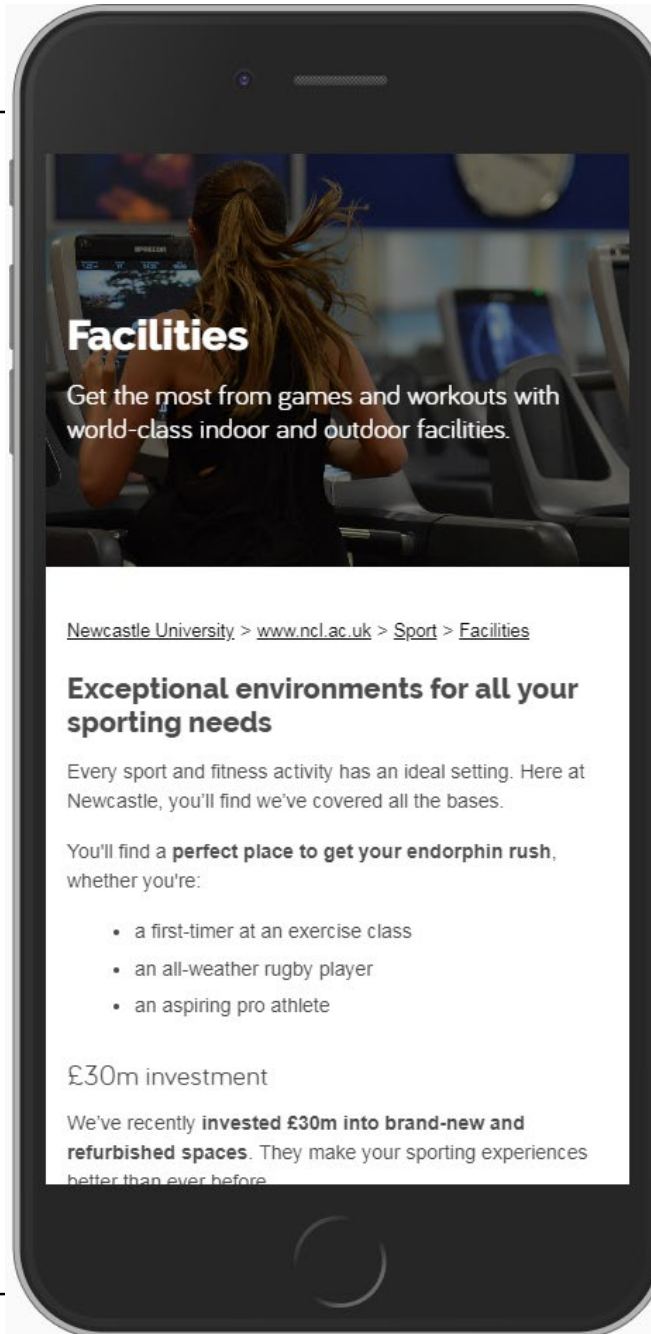 PRECOR
Facilities
Get the most from games and workouts with
world-class indoor and outdoor facilities.
Newcastle University > www.ncl.ac.uk > Sport > Facilities
Exceptional environments for all your
sporting needs
Every sport and fitness activity has an ideal setting. Here at
Newcastle, you’ll find we’ve covered all the bases.
You'll find a perfect place to get your endorphin rush,
whether you're:
• a first-timer at an exercise class
• an all-weather rugby player
• an aspiring pro athlete
£30m investment
We’ve recently invested £30m into brand-new and
refurbished spaces. They make your sporting experiences
better than ever before